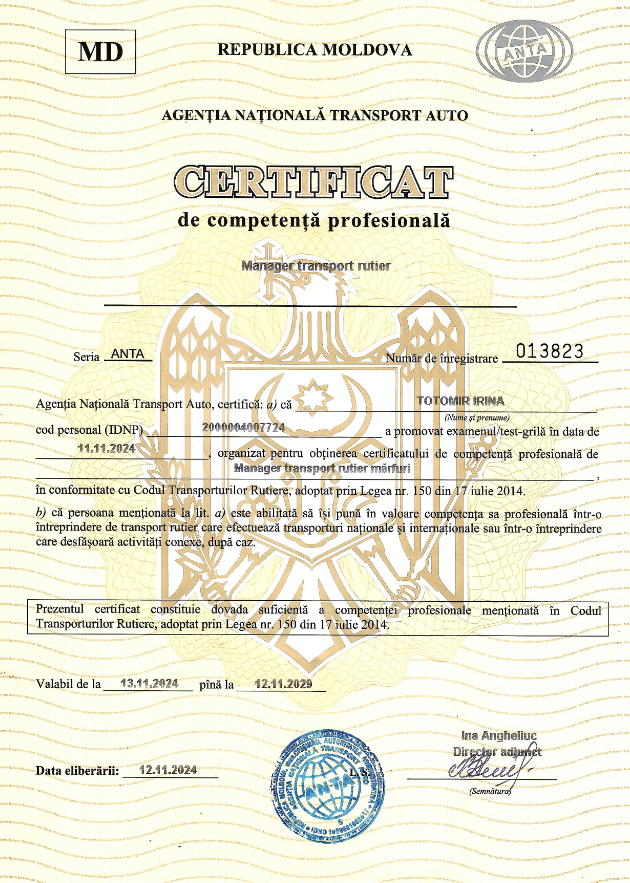 MD
REPUBLICA MOLDOVA
ANTA
AGENȚIA NAȚIONALĂ TRANSPORT AUTO
CERTIFICAT
de competență profesională
Manager transport rutier
Seria ANTA Număr de înregistrare 013823
Agenția Națională Transport Auto, certifică: a) că TOTOMIR IRINA
(Nume și prenume)
cod personal (IDNP) 2000004007724 a promovat examenul/test-grilă în data de
11.11.2024, organizat pentru obținerea certificatului de competență profesională de
Manager transport rutier mărfuri,
în conformitate cu Codul Transporturilor Rutiere, adoptat prin Legea nr. 150 din 17 iulie 2014.
b) că persoana menționată la lit. a) este abilitată să își pună în valoare competența sa profesională într-o
întreprindere de transport rutier care efectuează transporturi naționale și internaționale sau într-o întreprindere
care desfășoară activități conexe, după caz.
Prezentul certificat constituie dovada suficientă a competenței profesionale menționată în Codul
Transporturilor Rutiere, adoptat prin Legea nr. 150 din 17 iulie 2014.
Valabil de la 13.11.2024 pînă la 12.11.2029
Ina Angheliuc
Director adjunct
Data eliberării: 12.11.2024 L.S.
(Semnătura)
AGENȚIA NAȚIONALĂ TRANSPORT AUTO
ANTA